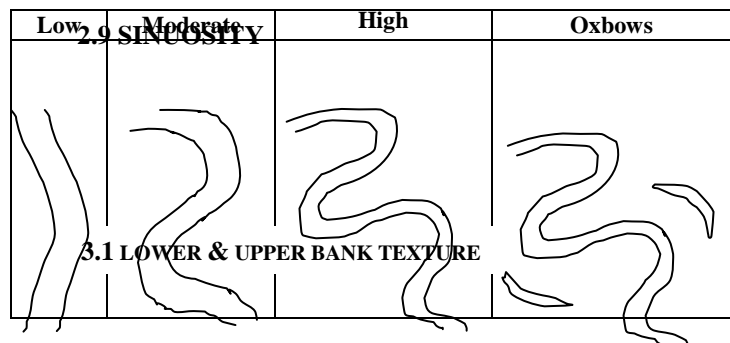 Low Moderate High Oxbows
2.9 SINUOSITY
3.1 LOWER & UPPER BANK TEXTURE